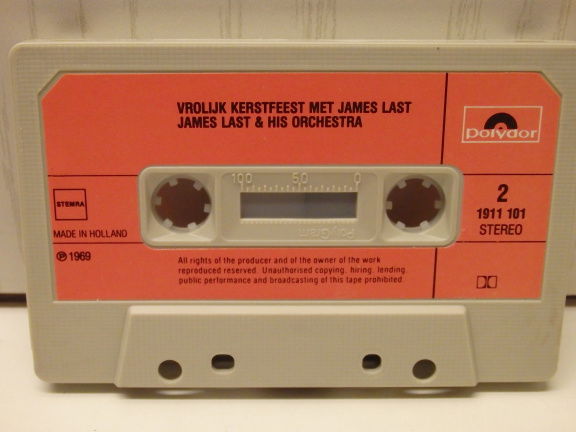 VROLIJK KERSTFEEST MET JAMES LAST
JAMES LAST & HIS ORCHESTRA
Polydor
100 50 0
PolyGram
STEMRA
MADE IN HOLLAND
2
1911 101
STEREO
℗ 1969
All rights of the producer and of the owner of the work
reproduced reserved. Unauthorised copying, hiring, lending,
public performance and broadcasting of this tape prohibited.